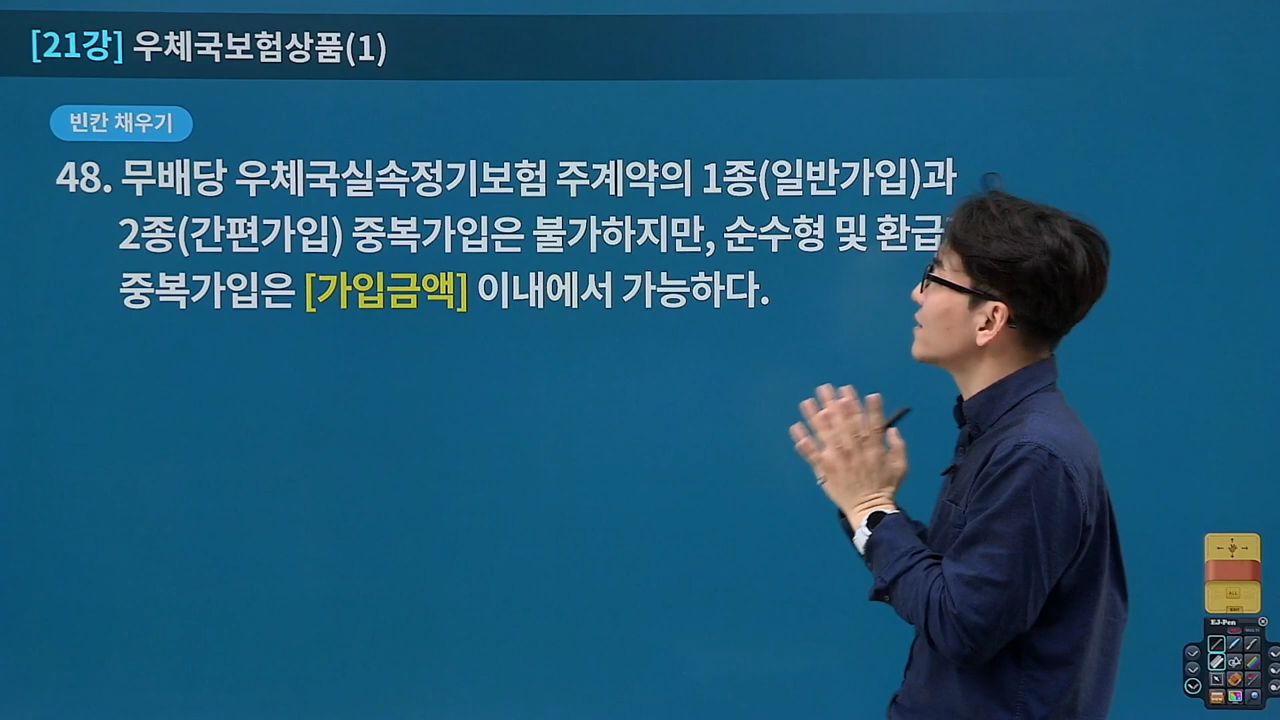 [21강] 우체국보험상품(1)
빈칸 채우기
48. 무배당 우체국실속정기보험 주계약의 1종(일반가입)과
2종(간편가입) 중복가입은 불가하지만, 순수형 및 환급
중복가입은 [가입금액] 이내에서 가능하다.
ALL
EJ-Pen